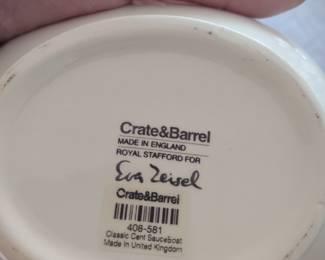 Crate&Barrel
MADE IN ENGLAND
ROYAL STAFFORD FOR
Eva Zeisel
Crate&Barrel
408-581
Classic Cent Sauceboat
Made In United Kingdom